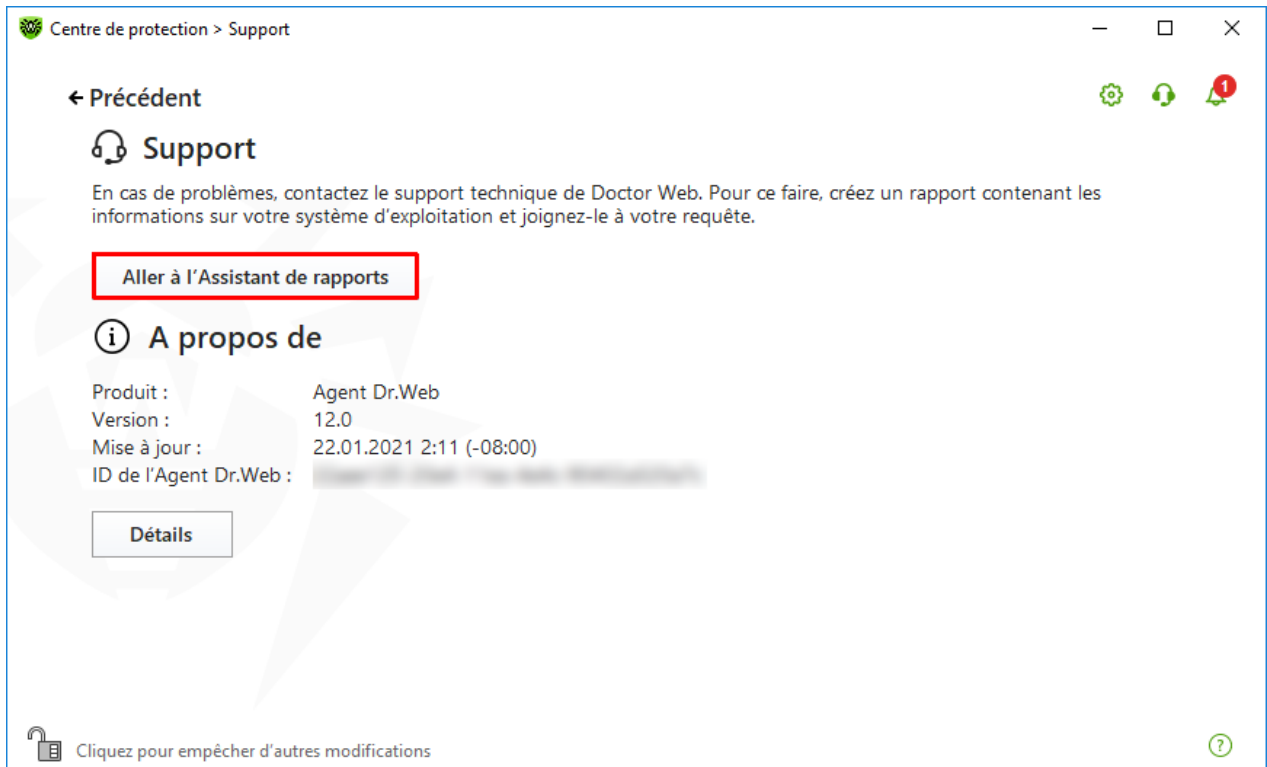 Centre de protection > Support
Précédent
1
Support
En cas de problèmes, contactez le support technique de Doctor Web. Pour ce faire, créez un rapport contenant les
informations sur votre système d'exploitation et joignez-le à votre requête.
Aller à l'Assistant de rapports
A propos de
Produit : Agent Dr.Web
Version : 12.0
Mise à jour : 22.01.2021 2:11 (-08:00)
ID de l'Agent Dr.Web :
Détails
Cliquez pour empêcher d'autres modifications
?